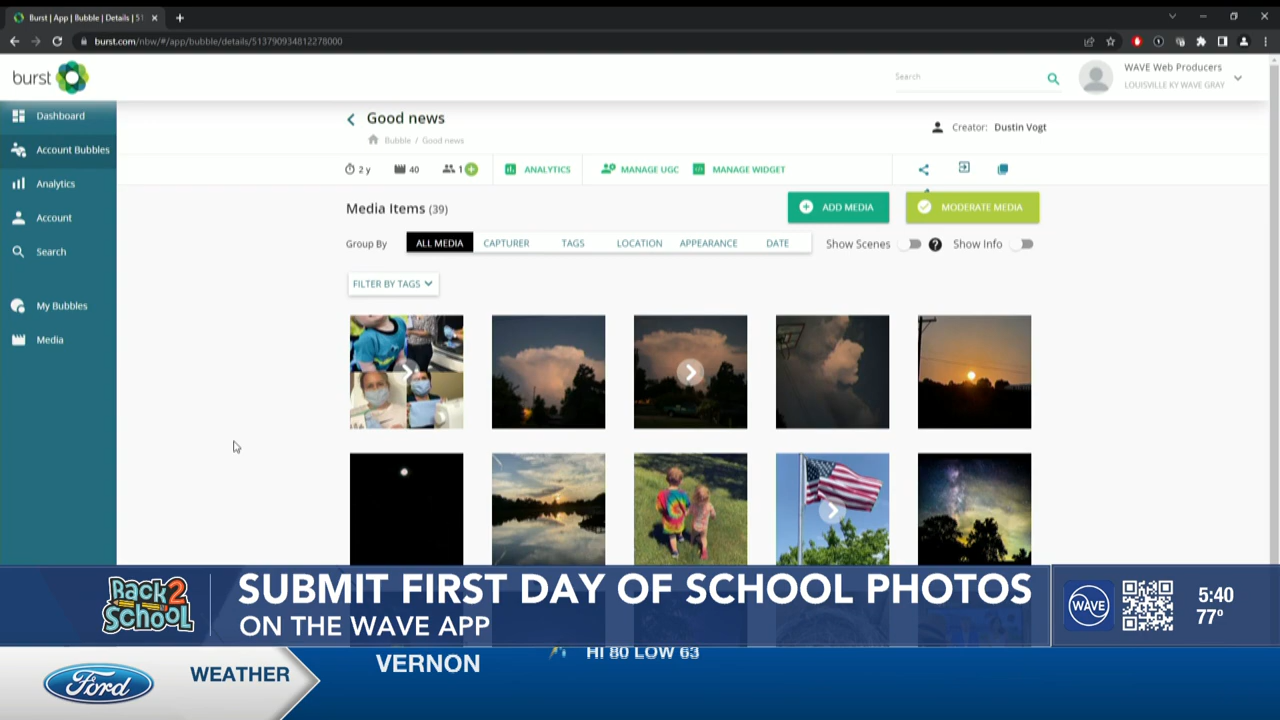 Burst | App | Bubble | Details | 51
burst.com/nbw/#/app/bubble/details/513790934812278000
burst
Search
WAVE Web Producers
LOUISVILLE KY WAVE GRAY
Dashboard
Account Bubbles
Analytics
Account
Search
My Bubbles
Media
Good news
Bubble / Good news
Creator: Dustin Vogt
2 y
40
1
ANALYTICS
MANAGE UGC
MANAGE WIDGET
Media Items (39)
ADD MEDIA
MODERATE MEDIA
Group By
ALL MEDIA
CAPTURER
TAGS
LOCATION
APPEARANCE
DATE
Show Scenes
?
Show Info
FILTER BY TAGS
Back 2 School
SUBMIT FIRST DAY OF SCHOOL PHOTOS
ON THE WAVE APP
WAVE
5:40
77°
Ford
WEATHER
VERNON
HI 80 LOW 63